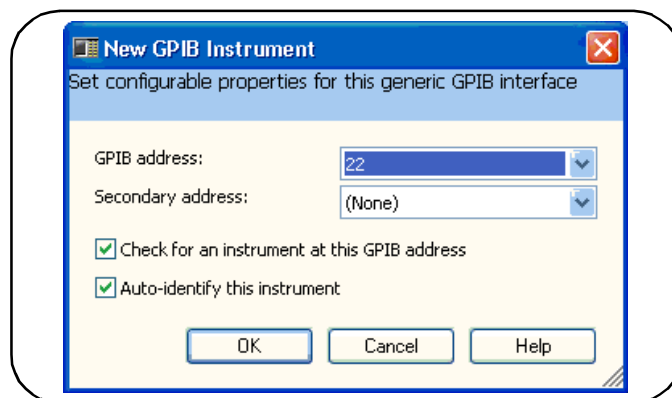 New GPIB Instrument
Set configurable properties for this generic GPIB interface
GPIB address:
22
Secondary address:
(None)
Check for an instrument at this GPIB address
Auto-identify this instrument
OK
Cancel
Help